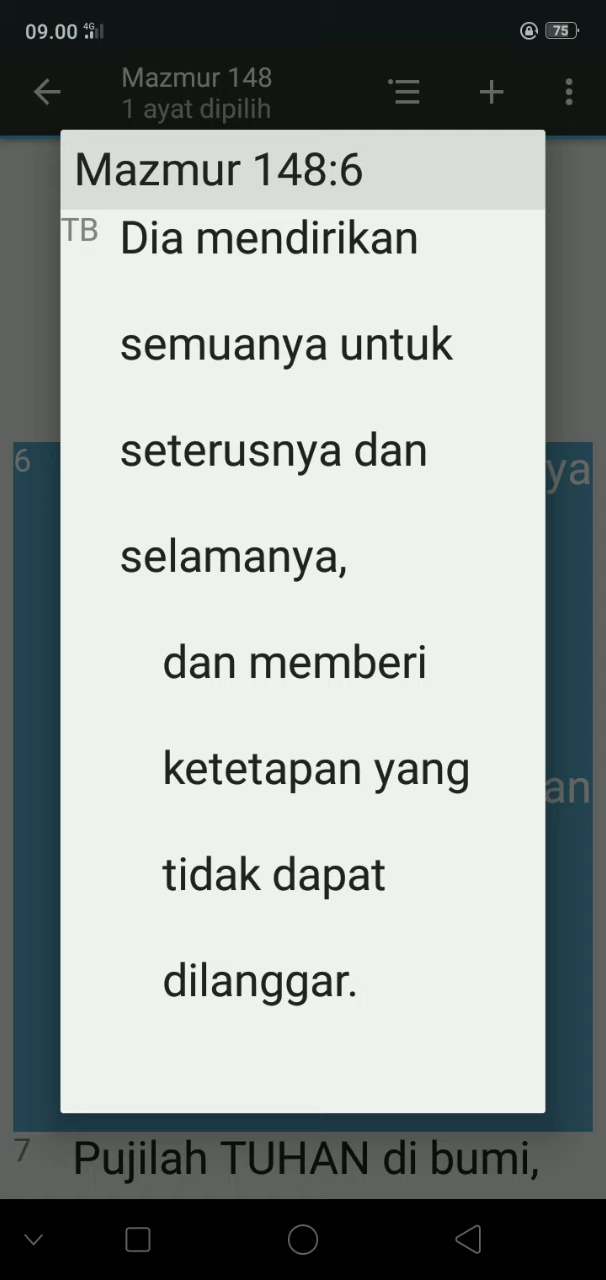 09.00 4G 75
Mazmur 148
1 ayat dipilih
Mazmur 148:6
TB Dia mendirikan
semuanya untuk
seterusnya dan
selamanya,
dan memberi
ketetapan yang
tidak dapat
dilanggar.
6 ya
an
7 Pujilah TUHAN di bumi,